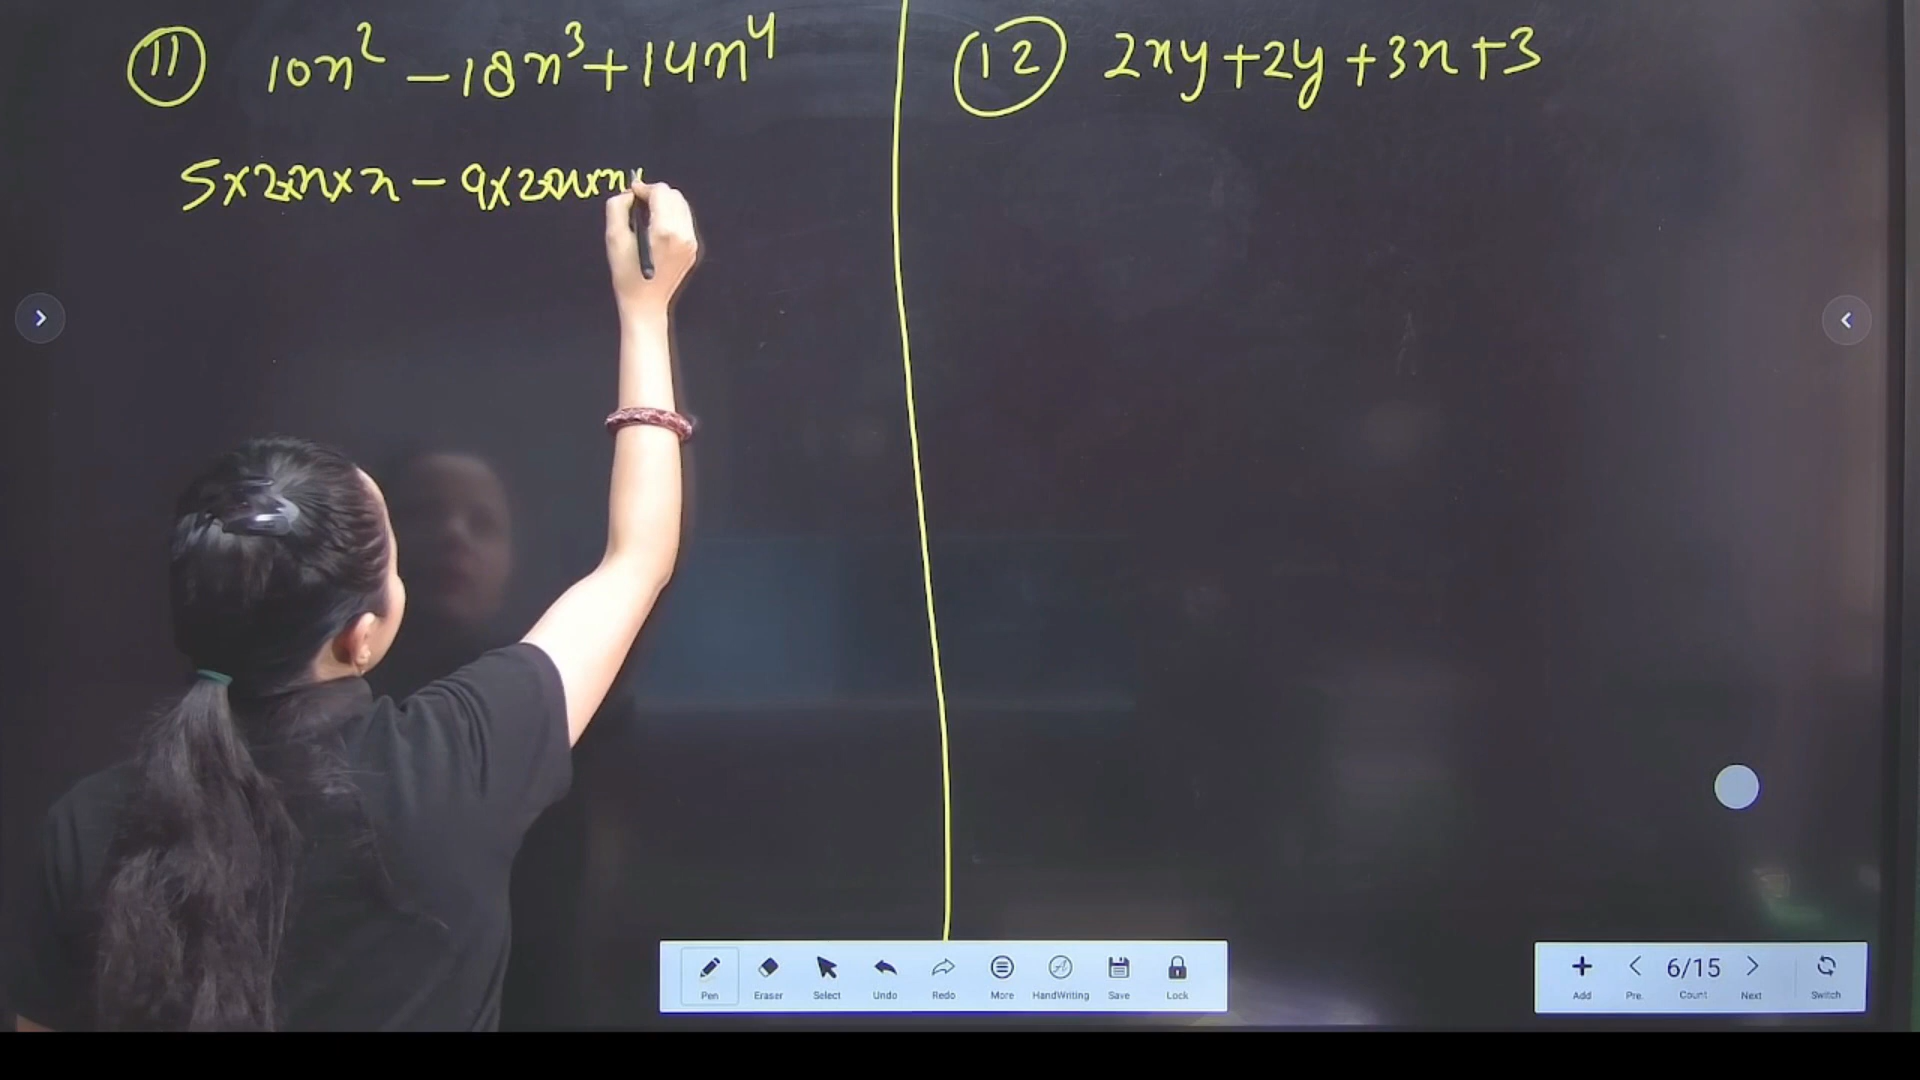 11 10x² - 18x³ + 14x⁴
5×2×x×x - 9×2×x×x
12 2xy + 2y + 3x + 3
Pen Eraser Select Undo Redo More HandWriting Save Lock
Add Pre. 6/15 Count Next Switch